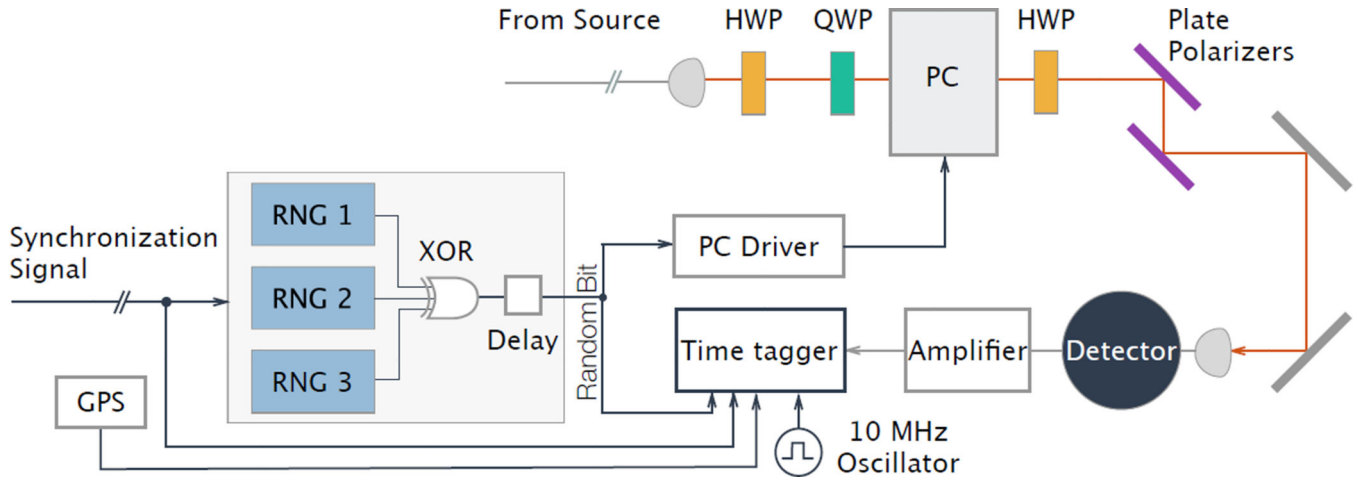 From Source
HWP
QWP
PC
HWP
Plate
Polarizers
Synchronization
Signal
RNG 1
RNG 2
RNG 3
XOR
Delay
Random Bit
PC Driver
Time tagger
Amplifier
Detector
GPS
10 MHz
Oscillator